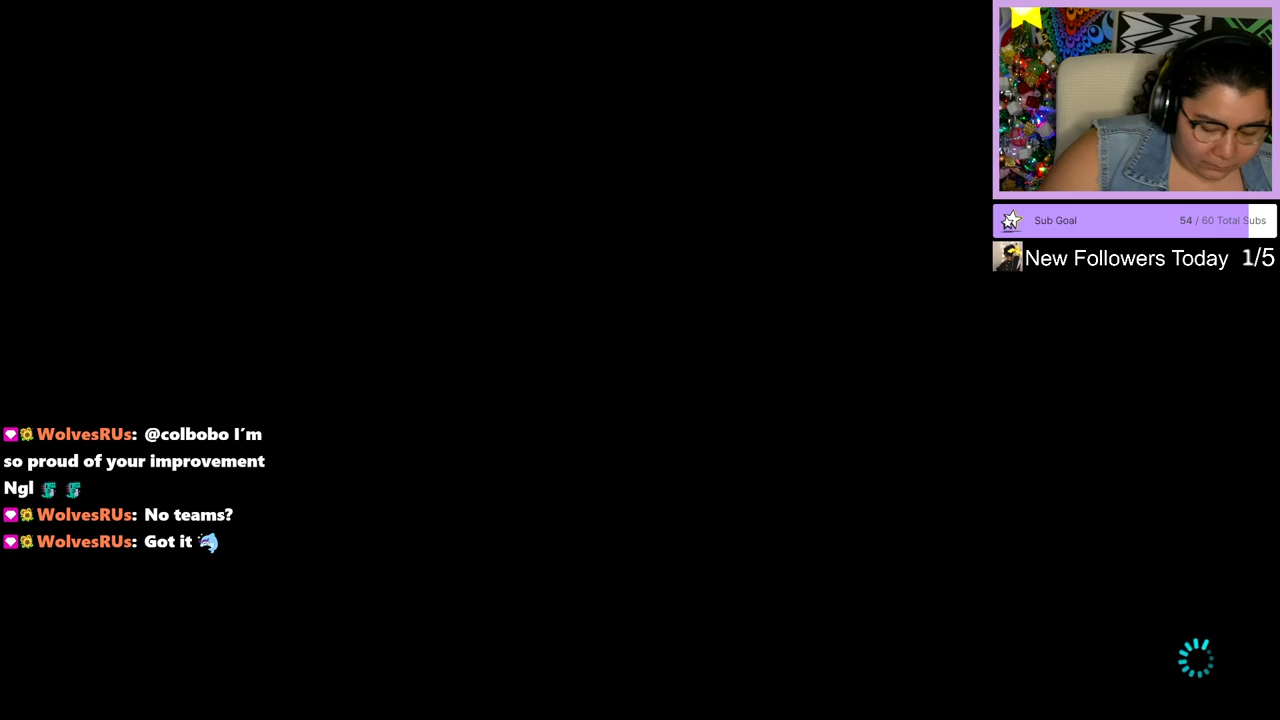 Sub Goal 54 / 60 Total Subs
New Followers Today 1/5
WolvesRUs: @colbobo I´m
so proud of your improvement
Ngl
WolvesRUs: No teams?
WolvesRUs: Got it